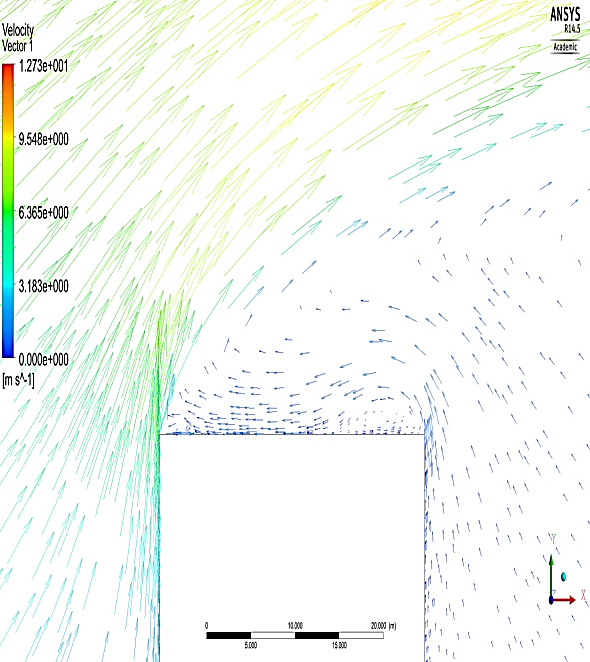 ANSYS
R14.5
Academic
Velocity
Vector 1
1.273e+001
9.548e+000
6.365e+000
3.183e+000
0.000e+000
[m s^-1]
Y
X
0 10.000 20.000 (m)
5.000 15.000